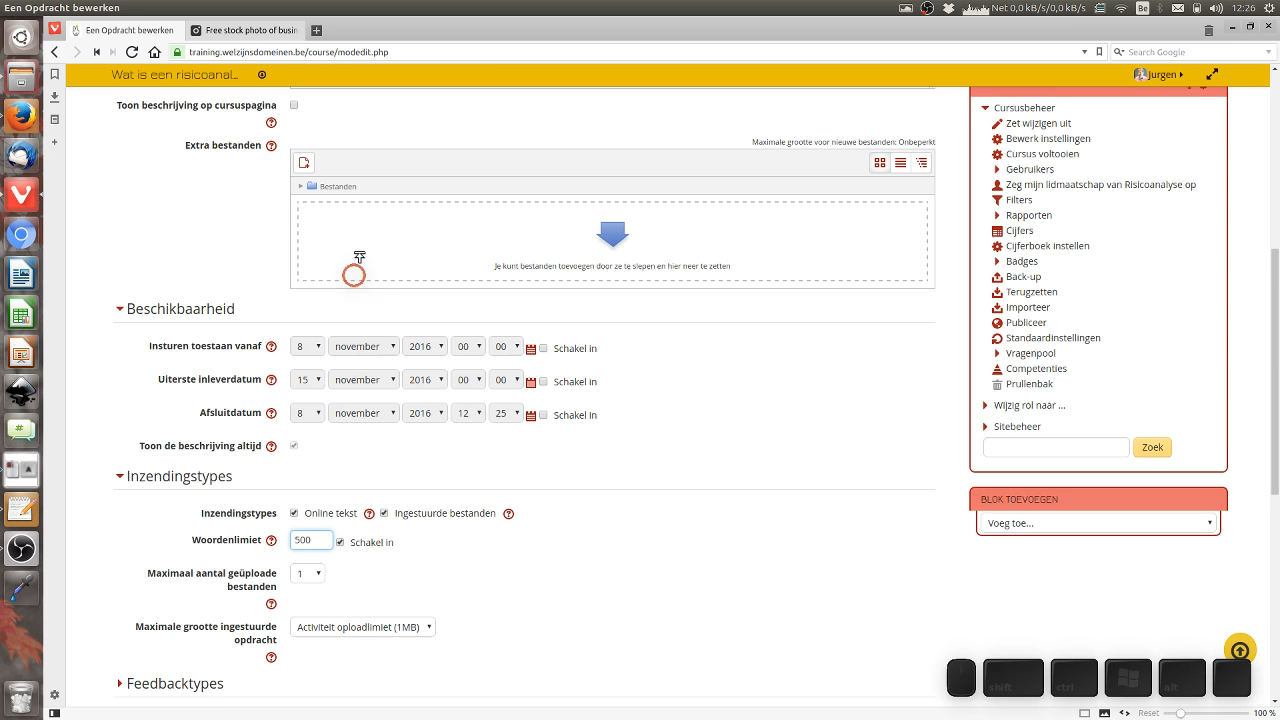 Een Opdracht bewerken
Net 0,0 kB/s/0,0 kB/s
Be
12:26
Een Opdracht bewerken
Free stock photo of busin
training.welzijnsdomeinen.be/course/modedit.php
Search Google
Wat is een risicoanal...
Jurgen
Toon beschrijving op cursuspagina
Extra bestanden
Maximale grootte voor nieuwe bestanden: Onbeperkt
Bestanden
Je kunt bestanden toevoegen door ze te slepen en hier neer te zetten
Beschikbaarheid
Insturen toestaan vanaf
8 november 2016 00 00 Schakel in
Uiterste inleverdatum
15 november 2016 00 00 Schakel in
Afsluitdatum
8 november 2016 12 25 Schakel in
Toon de beschrijving altijd
Inzendingstypes
Inzendingstypes
Online tekst Ingestuurde bestanden
Woordenlimiet
500 Schakel in
Maximaal aantal geüploade
bestanden
1
Maximale grootte ingestuurde
opdracht
Activiteit oploadlimiet (1MB)
Feedbacktypes
Cursusbeheer
Zet wijzigen uit
Bewerk instellingen
Cursus voltooien
Gebruikers
Zeg mijn lidmaatschap van Risicoanalyse op
Filters
Rapporten
Cijfers
Cijferboek instellen
Badges
Back-up
Terugzetten
Importeer
Publiceer
Standaardinstellingen
Vragenpool
Competenties
Prullenbak
Wijzig rol naar ...
Sitebeheer
Zoek
BLOK TOEVOEGEN
Voeg toe...
shift
ctrl
alt
Reset
100 %